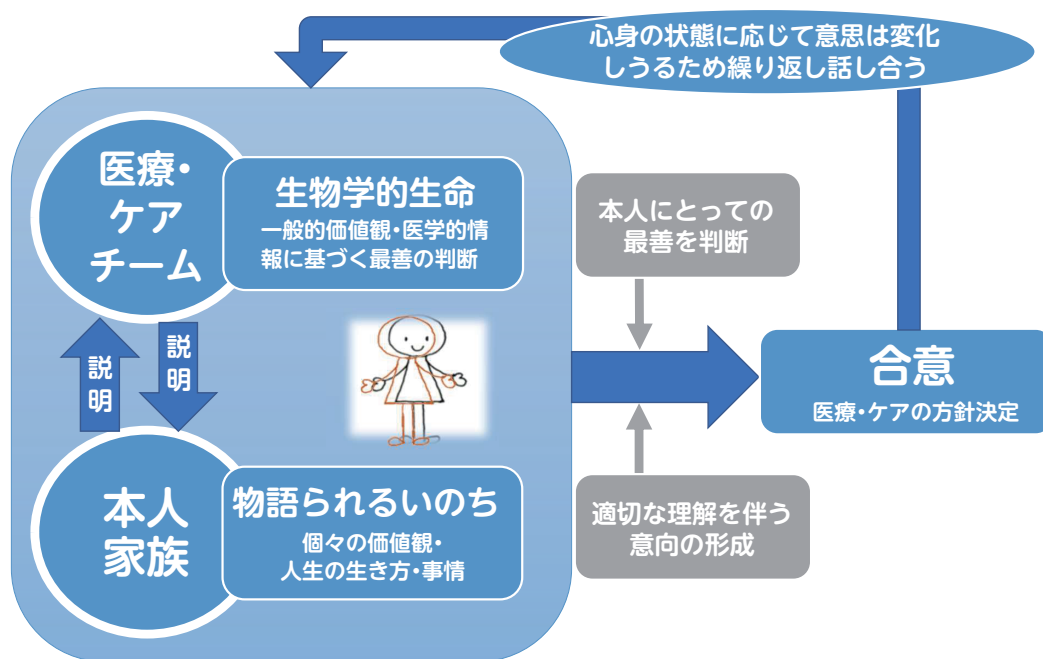 心身の状態に応じて意思は変化
しうるため繰り返し話し合う
医療・
ケア
チーム
生物学的生命
一般的価値観・医学的情
報に基づく最善の判断
説明
説明
本人
家族
物語られるいのち
個々の価値観・
人生の生き方・事情
本人にとっての
最善を判断
適切な理解を伴う
意向の形成
合意
医療・ケアの方針決定